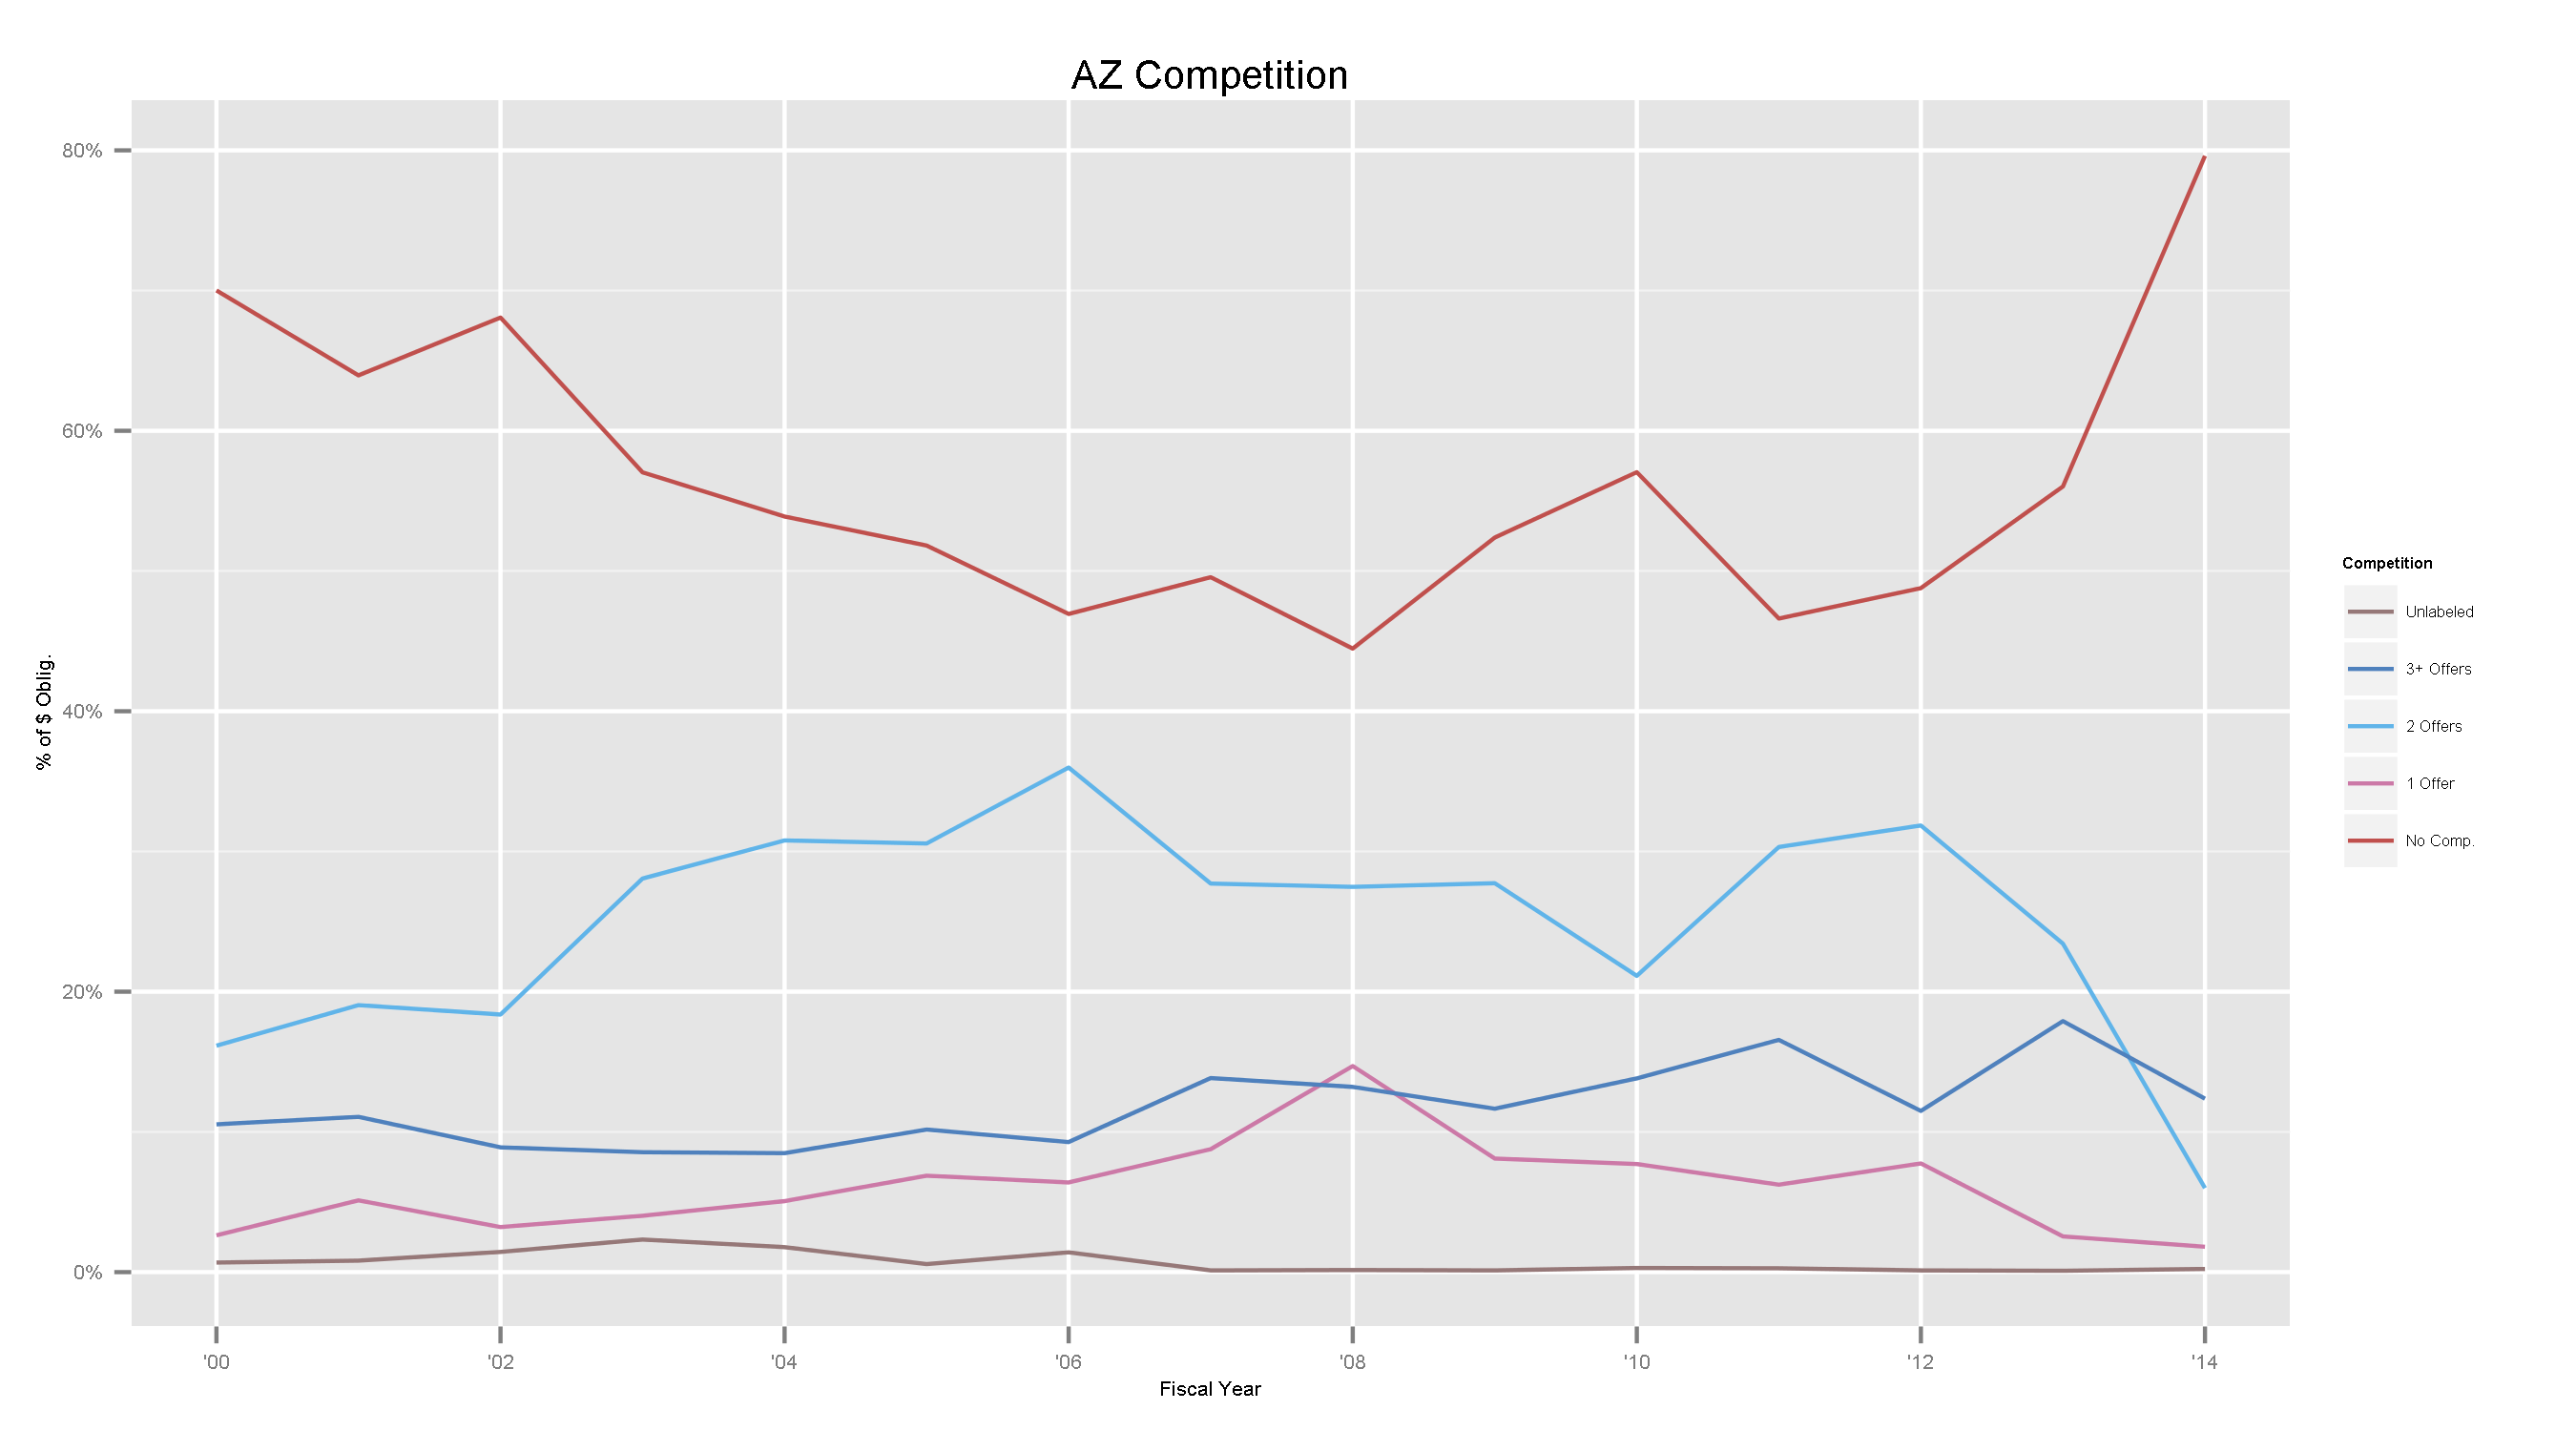 AZ Competition
80%
60%
40%
20%
0%
% of $ Oblig.
'00
'02
'04
'06
'08
'10
'12
'14
Fiscal Year
Competition
Unlabeled
3+ Offers
2 Offers
1 Offer
No Comp.